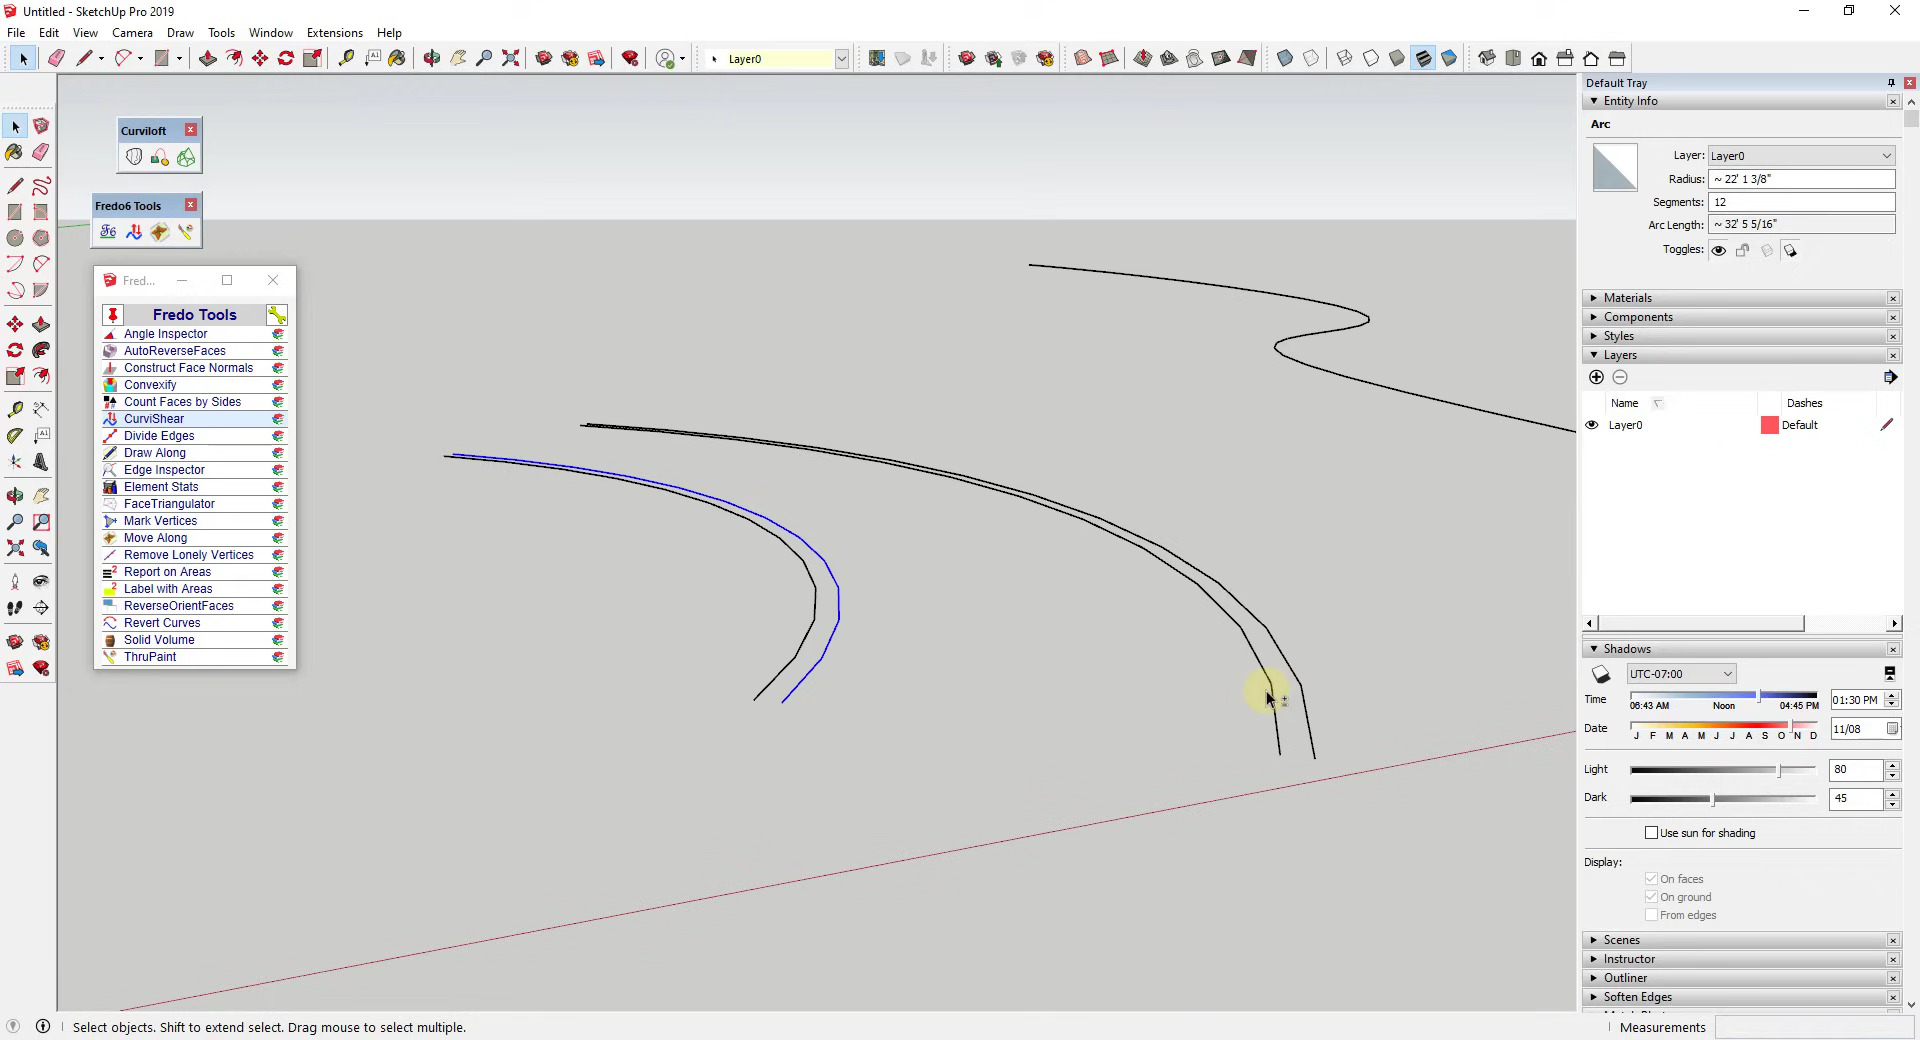 Untitled - SketchUp Pro 2019
File Edit View Camera Draw Tools Window Extensions Help
Layer0
Default Tray
Entity Info
Arc
Layer: Layer0
Radius: ~ 22' 1 3/8"
Segments: 12
Arc Length: ~ 32' 5 5/16"
Toggles:
Curviloft
Fredo6 Tools
Fred...
Fredo Tools
Angle Inspector
AutoReverseFaces
Construct Face Normals
Convexify
Count Faces by Sides
CurviShear
Divide Edges
Draw Along
Edge Inspector
Element Stats
FaceTriangulator
Mark Vertices
Move Along
Remove Lonely Vertices
Report on Areas
Label with Areas
ReverseOrientFaces
Revert Curves
Solid Volume
ThruPaint
Materials
Components
Styles
Layers
Name Dashes
Layer0 Default
Shadows
UTC-07:00
Time 06:43 AM Noon 04:45 PM 01:30 PM
Date J F M A M J J A S O N D 11/08
Light 80
Dark 45
Use sun for shading
Display:
On faces
On ground
From edges
Scenes
Instructor
Outliner
Soften Edges
Select objects. Shift to extend select. Drag mouse to select multiple.
Measurements